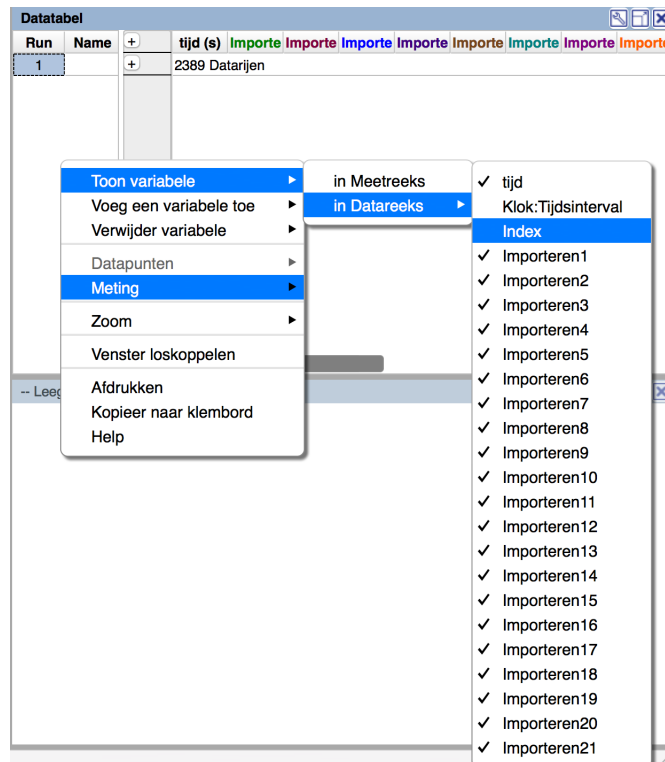 Datatabel
Run Name + tijd (s) Importe Importe Importe Importe Importe Importe Importe Importe
1 + 2389 Datarijen
Toon variabele
Voeg een variabele toe
Verwijder variabele
Datapunten
Meting
Zoom
Venster loskoppelen
Afdrukken
Kopieer naar klembord
Help
in Meetreeks
in Datareeks
✓ tijd
Klok:Tijdsinterval
Index
✓ Importeren1
✓ Importeren2
✓ Importeren3
✓ Importeren4
✓ Importeren5
✓ Importeren6
✓ Importeren7
✓ Importeren8
✓ Importeren9
✓ Importeren10
✓ Importeren11
✓ Importeren12
✓ Importeren13
✓ Importeren14
✓ Importeren15
✓ Importeren16
✓ Importeren17
✓ Importeren18
✓ Importeren19
✓ Importeren20
✓ Importeren21
-- Leeg